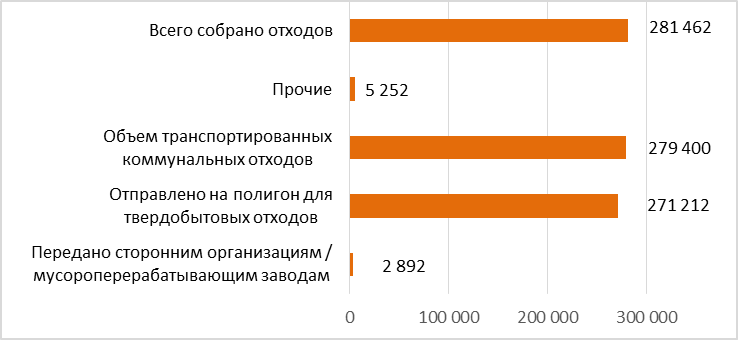 Всего собрано отходов
281 462
Прочие
5 252
Объем транспортированных
коммунальных отходов
279 400
Отправлено на полигон для
твердобытовых отходов
271 212
Передано сторонним организациям /
мусороперерабатывающим заводам
2 892
0
100 000
200 000
300 000